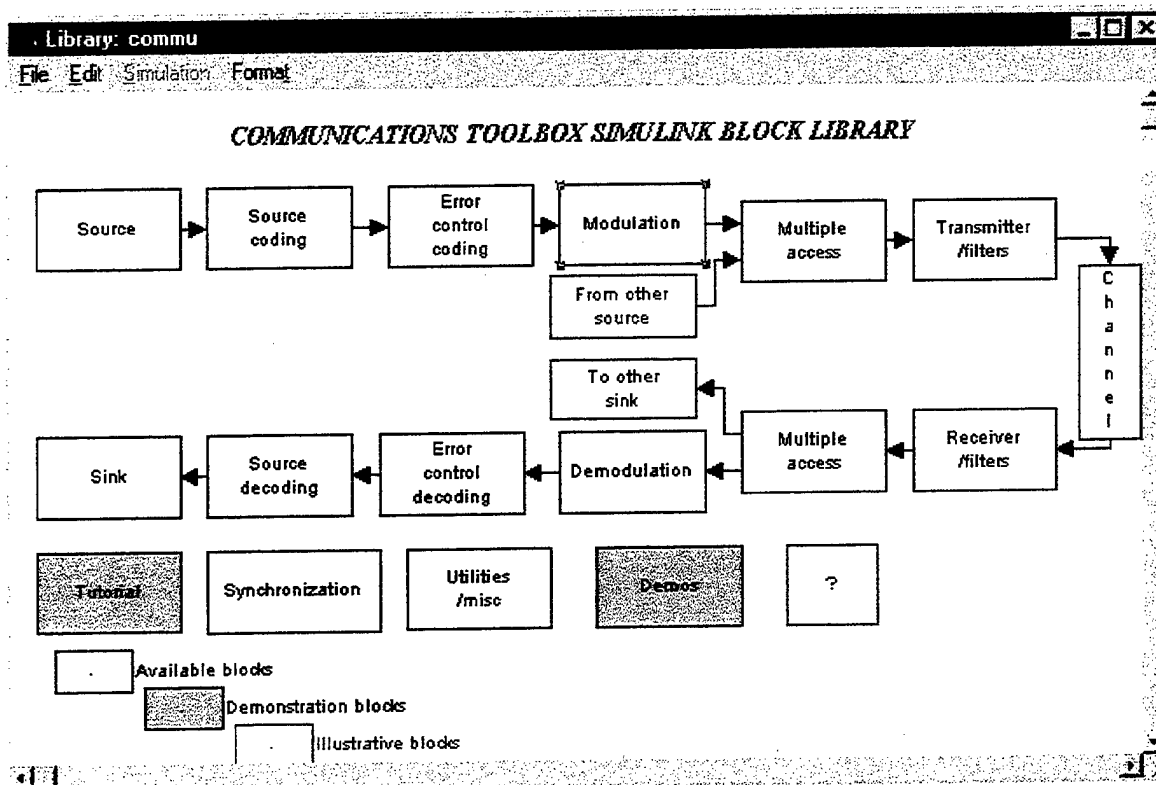 Library: commu
File Edit Simulation Format
COMMUNICATIONS TOOLBOX SIMULINK BLOCK LIBRARY
Source
Source
coding
Error
control
coding
Modulation
Multiple
access
Transmitter
/filters
From other
source
Channel
To other
sink
Sink
Source
decoding
Error
control
decoding
Demodulation
Multiple
access
Receiver
/filters
Tutorial
Synchronization
Utilities
/misc
Demos
?
Available blocks
Demonstration blocks
Illustrative blocks